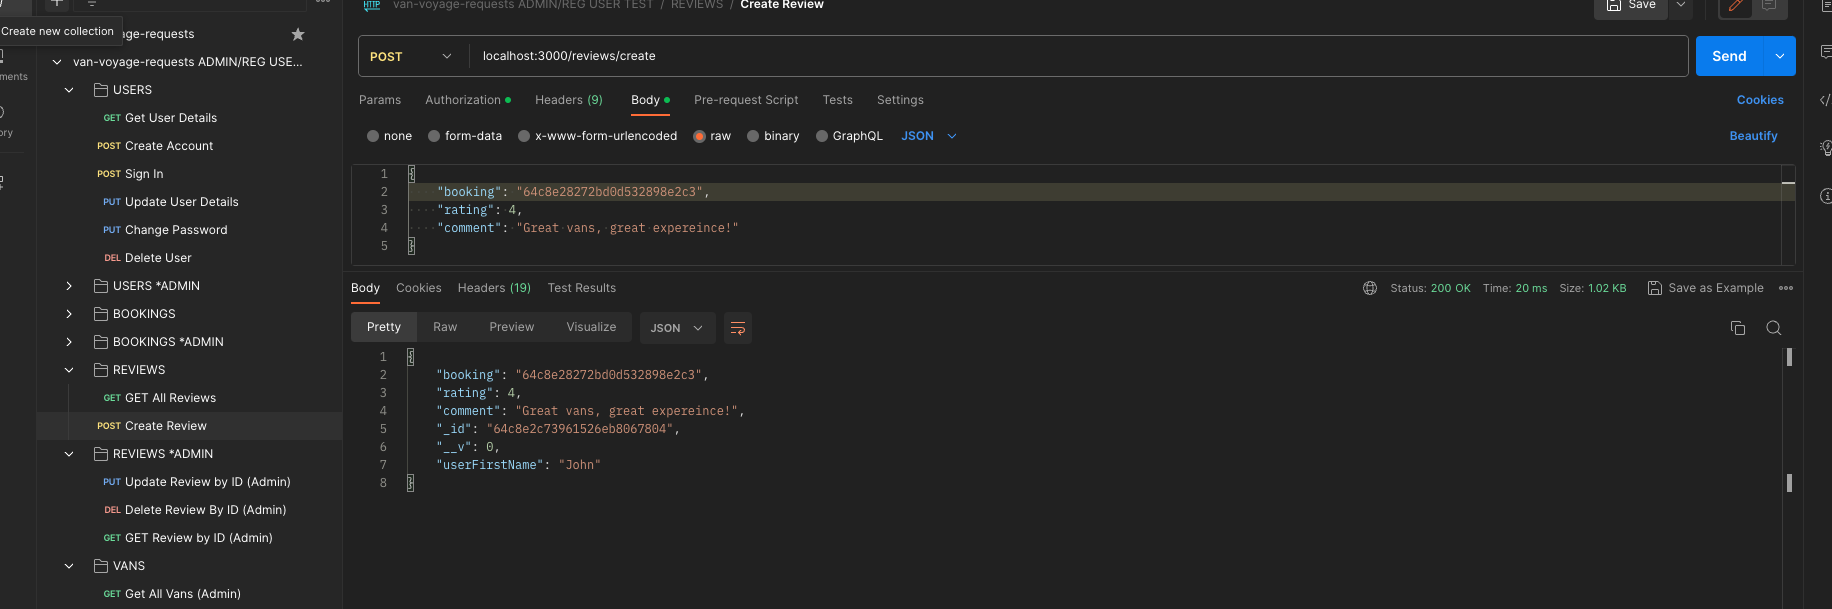 van-voyage-requests ADMIN/REG USER TEST / REVIEWS / Create Review
Save
Create new collection
age-requests
van-voyage-requests ADMIN/REG USE...
ments
ory
USERS
GET Get User Details
POST Create Account
POST Sign In
PUT Update User Details
PUT Change Password
DEL Delete User
USERS *ADMIN
BOOKINGS
BOOKINGS *ADMIN
REVIEWS
GET GET All Reviews
POST Create Review
REVIEWS *ADMIN
PUT Update Review by ID (Admin)
DEL Delete Review By ID (Admin)
GET GET Review by ID (Admin)
VANS
GET Get All Vans (Admin)
HTTP
POST localhost:3000/reviews/create
Send
Params Authorization Headers (9) Body Pre-request Script Tests Settings Cookies
none form-data x-www-form-urlencoded raw binary GraphQL JSON Beautify
1 {
2 "booking": "64c8e28272bd0d532898e2c3",
3 "rating": 4,
4 "comment": "Great vans, great expereince!"
5 }
Body Cookies Headers (19) Test Results Status: 200 OK Time: 20 ms Size: 1.02 KB Save as Example
Pretty Raw Preview Visualize JSON
1 {
2 "booking": "64c8e28272bd0d532898e2c3",
3 "rating": 4,
4 "comment": "Great vans, great expereince!",
5 "_id": "64c8e2c73961526eb8067804",
6 "__v": 0,
7 "userFirstName": "John"
8 }